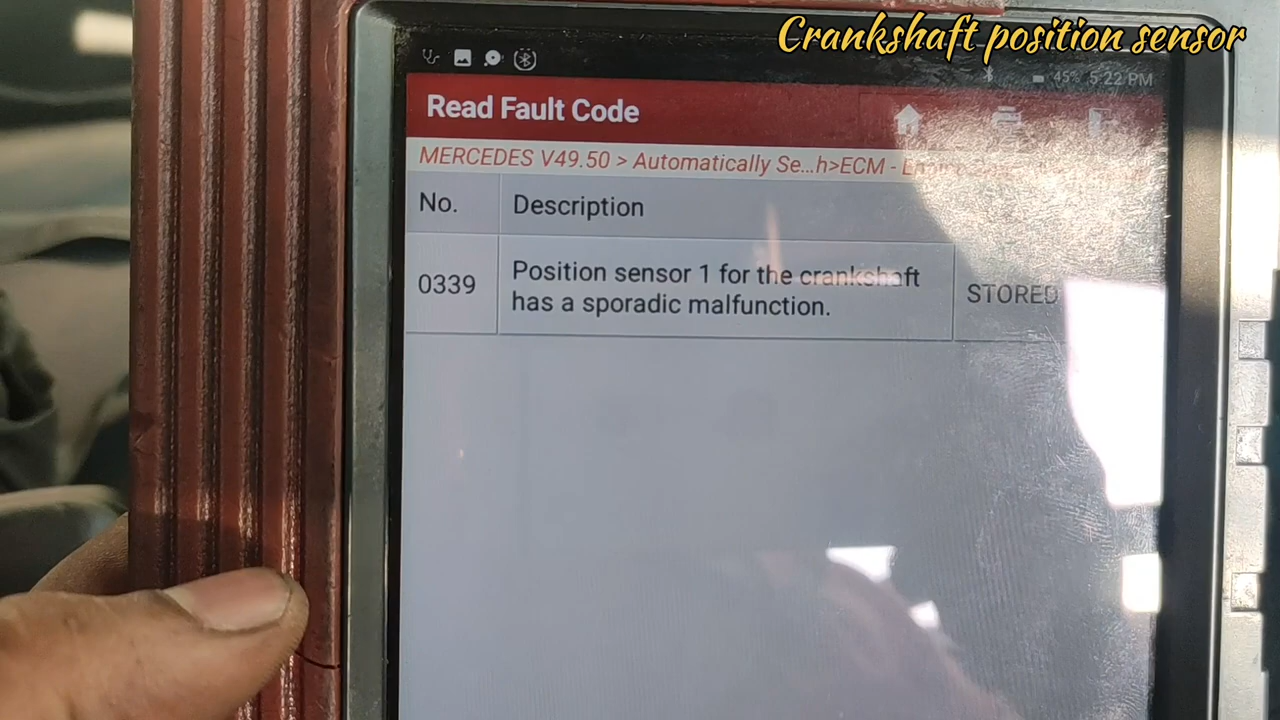 Crankshaft position sensor
45% 5:22 PM
Read Fault Code
MERCEDES V49.50 > Automatically Se...h>ECM -
No. Description
0339 Position sensor 1 for the crankshaft
has a sporadic malfunction.
STORED